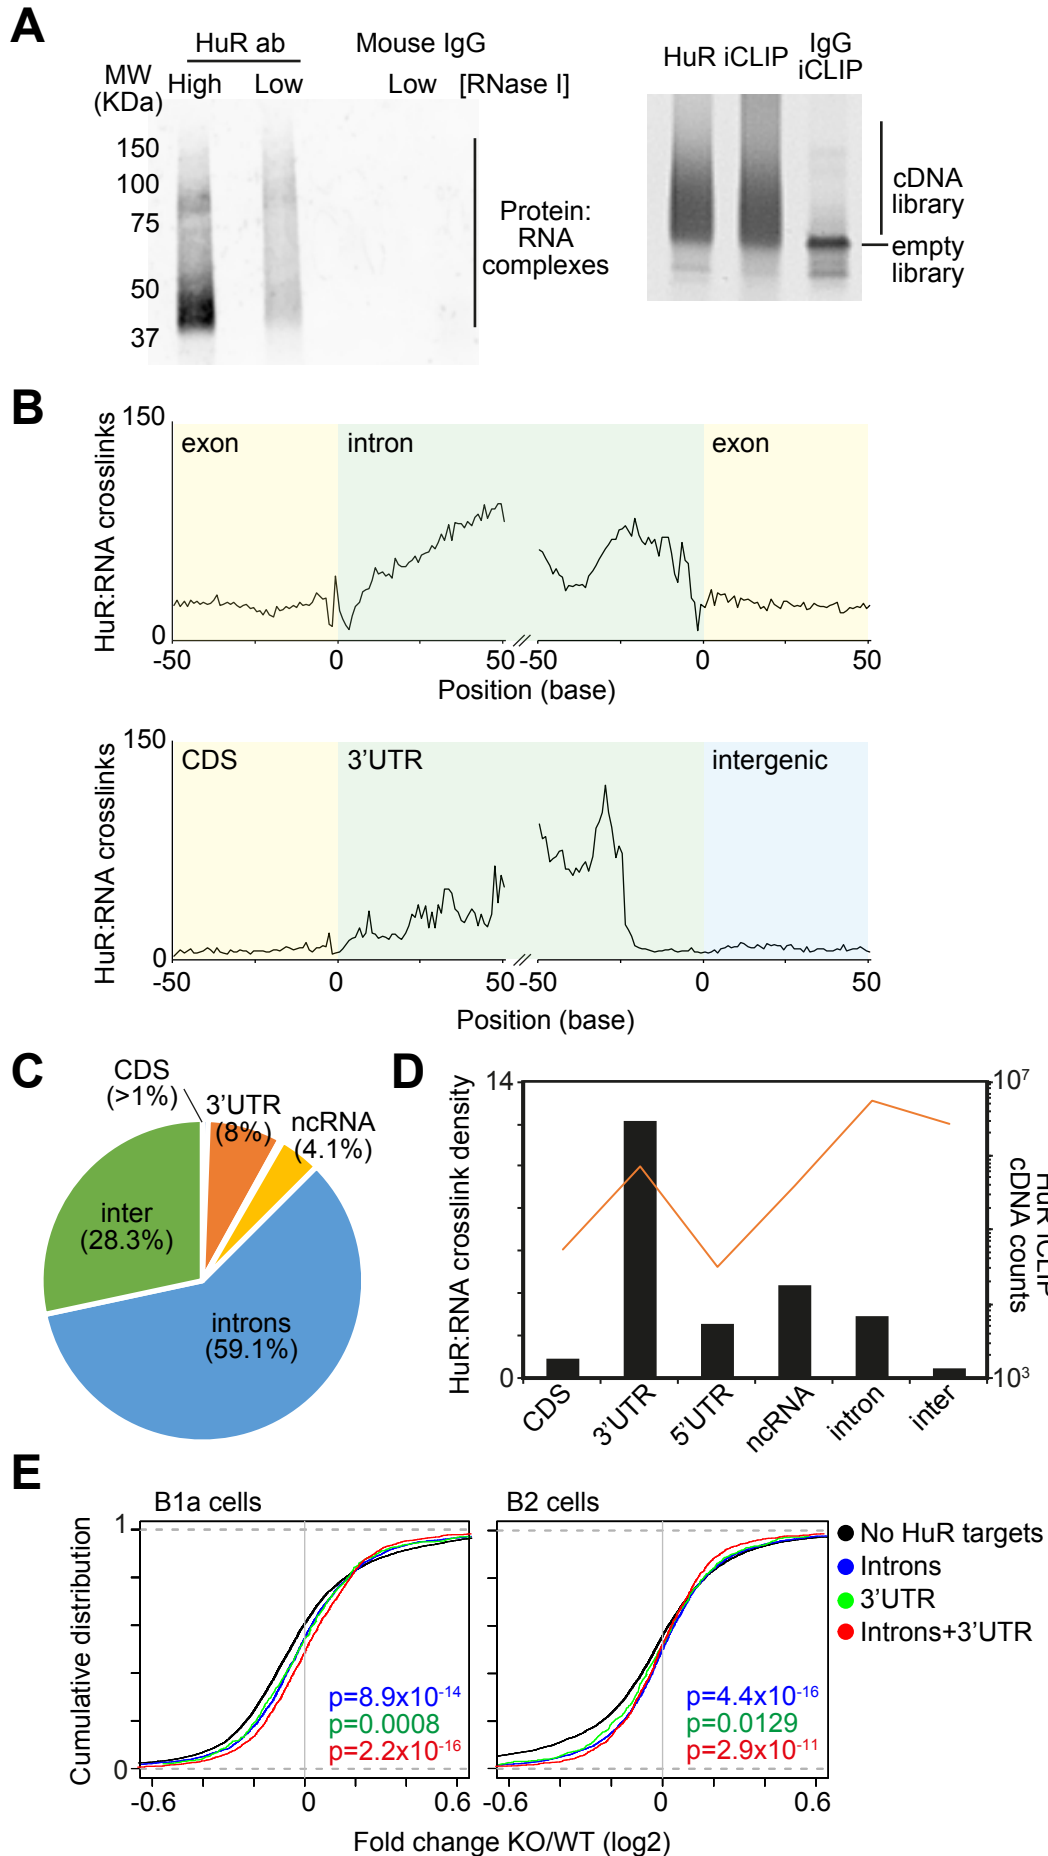 A
HuR ab
Mouse IgG
MW
(KDa)
High
Low
Low
[RNase I]
150
100
75
50
37
Protein:
RNA
complexes
HuR iCLIP
IgG
iCLIP
cDNA
library
empty
library
B
HuR:RNA crosslinks
150
0
exon
intron
exon
-50
0
50
-50
0
50
Position (base)
HuR:RNA crosslinks
150
0
CDS
3'UTR
intergenic
-50
0
50
-50
0
50
Position (base)
C
CDS
(>1%)
3'UTR
(8%)
ncRNA
(4.1%)
inter
(28.3%)
introns
(59.1%)
D
HuR:RNA crosslink density
14
0
10⁷
10³
HuR iCLIP
cDNA counts
CDS
3'UTR
5'UTR
ncRNA
intron
inter
E
B1a cells
B2 cells
Cumulative distribution
1
0
p=8.9x10⁻¹⁴
p=0.0008
p=2.2x10⁻¹⁶
p=4.4x10⁻¹⁶
p=0.0129
p=2.9x10⁻¹¹
No HuR targets
Introns
3'UTR
Introns+3'UTR
-0.6
0
0.6
-0.6
0
0.6
Fold change KO/WT (log2)